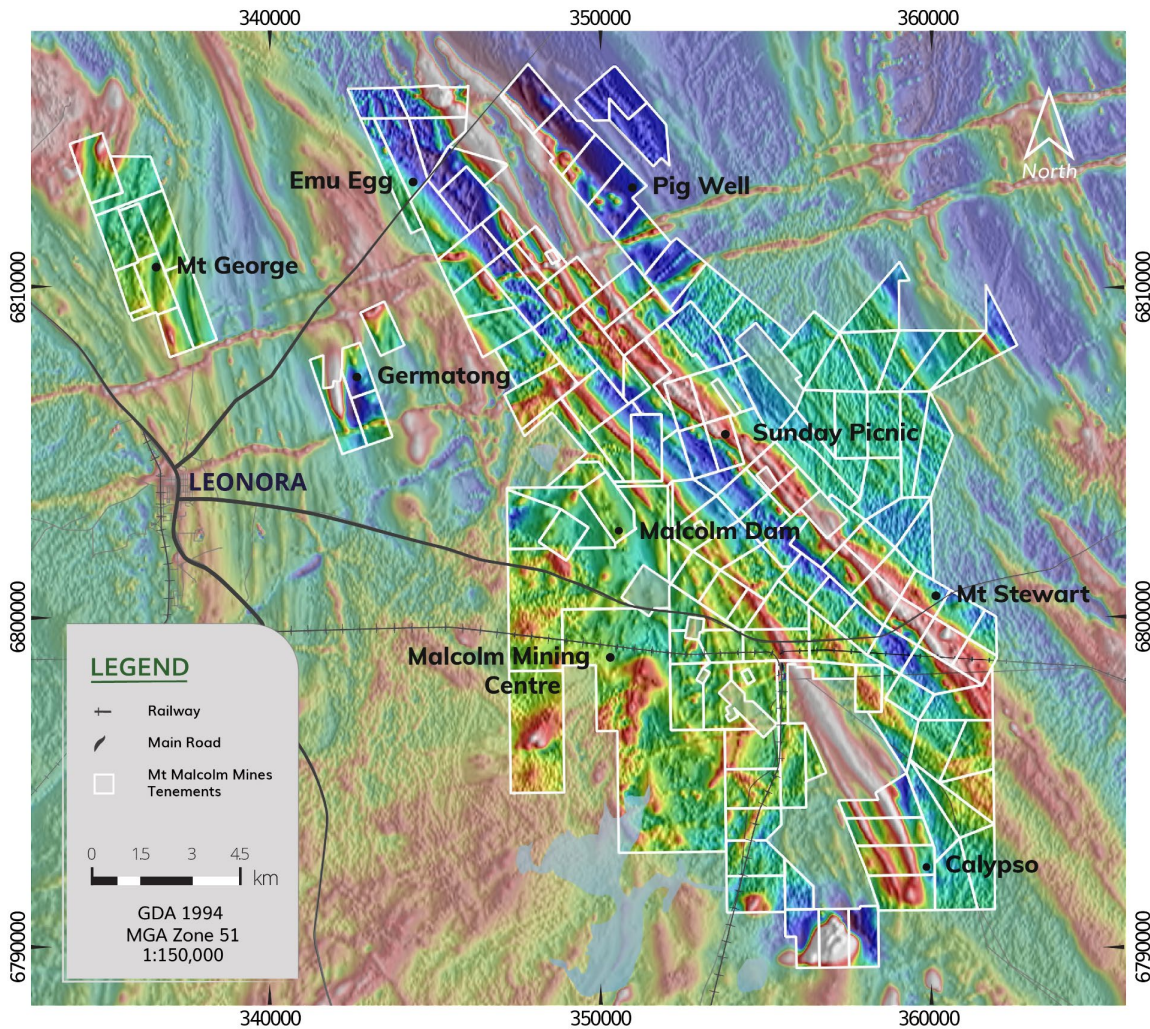 340000
350000
360000
North
Emu Egg
Pig Well
Mt George
6810000
6810000
Germatong
Sunday Picnic
LEONORA
Malcolm Dam
Mt Stewart
6800000
6800000
Malcolm Mining
Centre
Calypso
LEGEND
Railway
Main Road
Mt Malcolm Mines
Tenements
0 1.5 3 4.5
km
GDA 1994
MGA Zone 51
1:150,000
6790000
6790000
340000
350000
360000